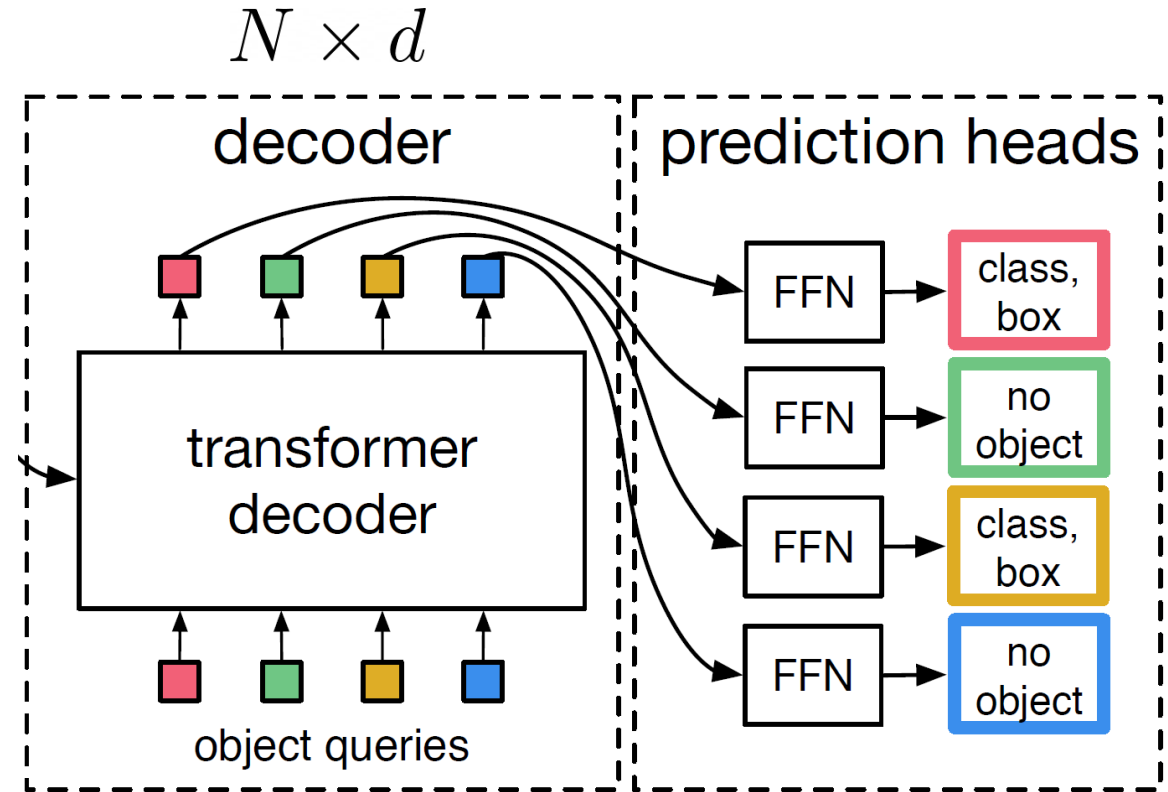 N × d
decoder
prediction heads
transformer
decoder
object queries
FFN
class,
box
FFN
no
object
FFN
class,
box
FFN
no
object